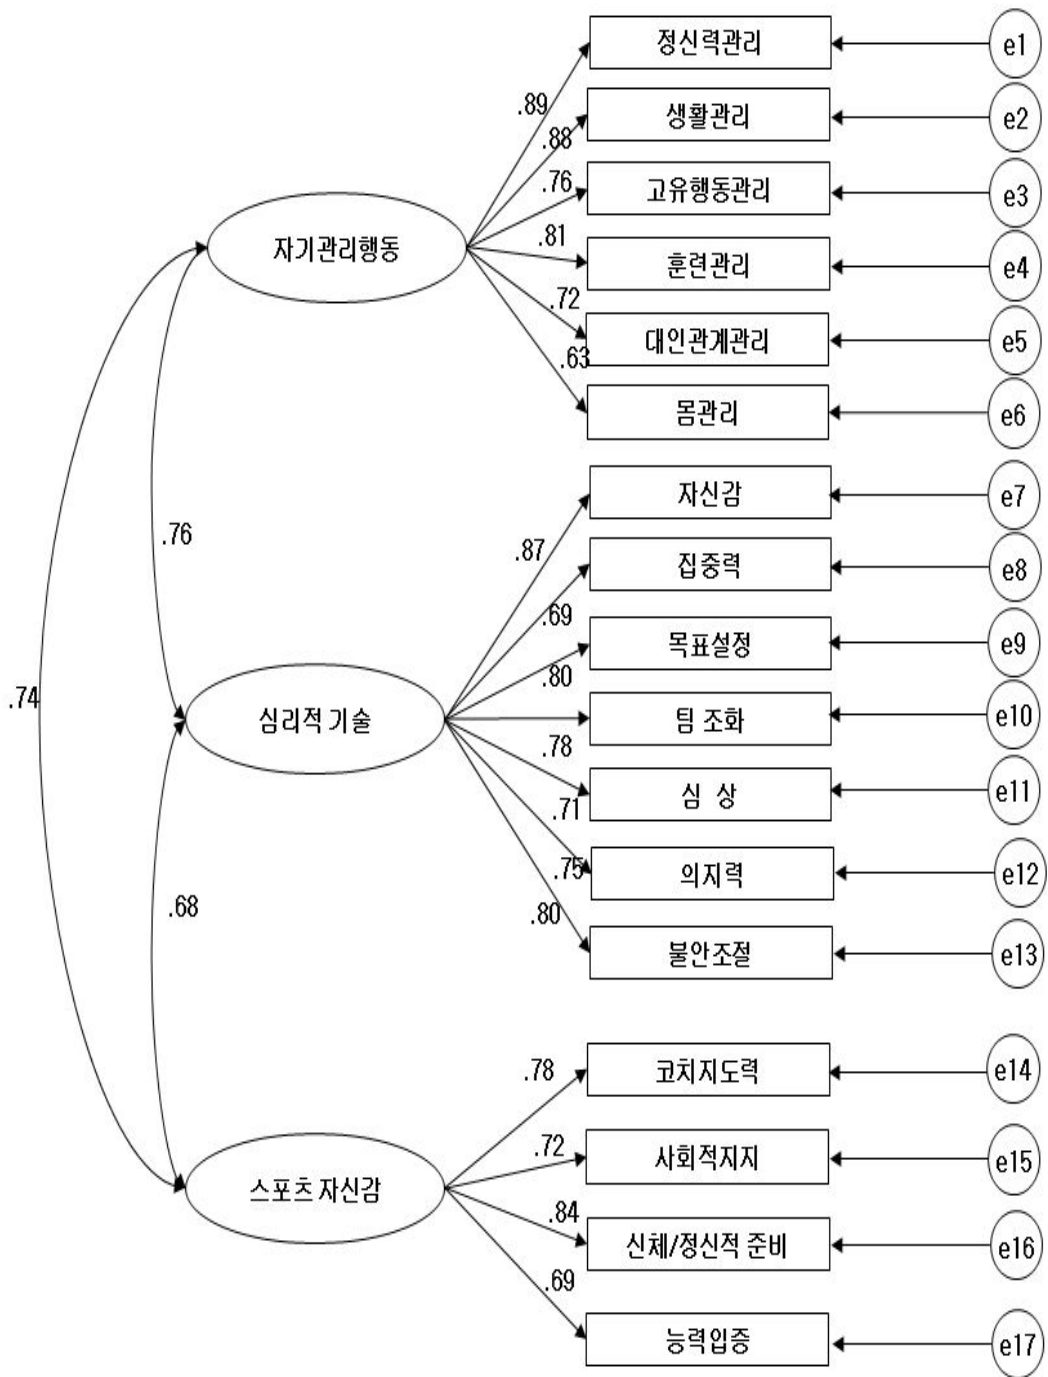 정신력관리
e1
.89
생활관리
e2
.88
고유행동관리
e3
.76
자기관리행동
.81
훈련관리
e4
.72
대인관계관리
e5
.63
몸관리
e6
자신감
e7
.76
.87
집중력
e8
.69
목표설정
e9
.80
.74
심리적 기술
팀 조화
e10
.78
심 상
e11
.71
.75
의지력
e12
.68
.80
불안조절
e13
.78
코치지도력
e14
.72
사회적지지
e15
스포츠 자신감
.84
신체/정신적 준비
e16
.69
능력입증
e17